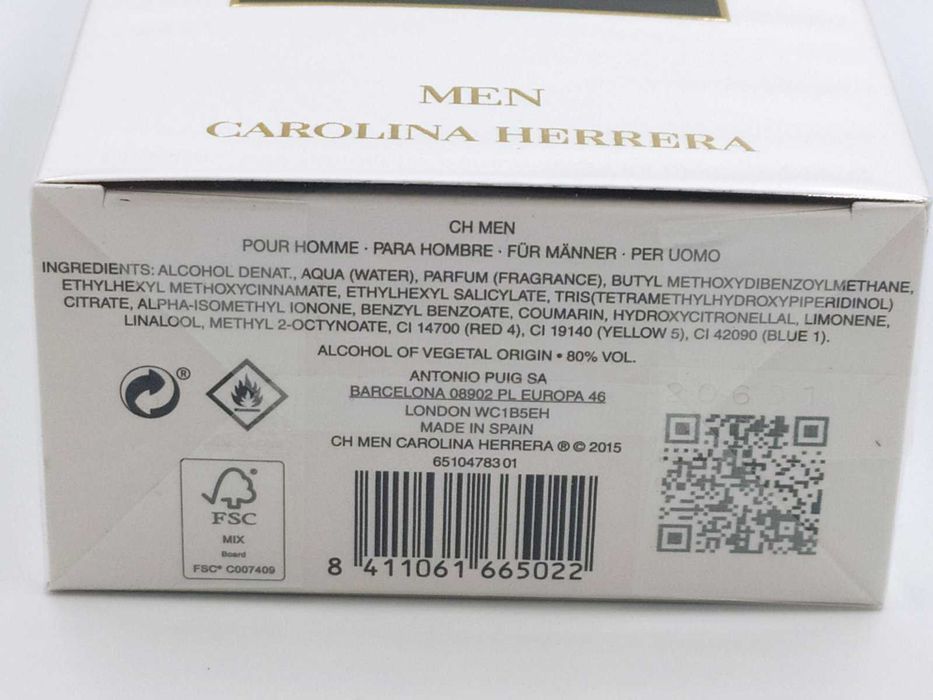 MEN
CAROLINA HERRERA
CH MEN
POUR HOMME · PARA HOMBRE · FÜR MÄNNER · PER UOMO
INGREDIENTS: ALCOHOL DENAT., AQUA (WATER), PARFUM (FRAGRANCE), BUTYL METHOXYDIBENZOYLMETHANE,
ETHYLHEXYL METHOXYCINNAMATE, ETHYLHEXYL SALICYLATE, TRIS(TETRAMETHYLHYDROXYPIPERIDINOL)
CITRATE, ALPHA-ISOMETHYL IONONE, BENZYL BENZOATE, COUMARIN, HYDROXYCITRONELLAL, LIMONENE,
LINALOOL, METHYL 2-OCTYNOATE, CI 14700 (RED 4), CI 19140 (YELLOW 5), CI 42090 (BLUE 1).
ALCOHOL OF VEGETAL ORIGIN • 80% VOL.
ANTONIO PUIG SA
BARCELONA 08902 PL EUROPA 46
LONDON WC1B5EH
MADE IN SPAIN
CH MEN CAROLINA HERRERA ® © 2015
6510478301
®
FSC
MIX
Board
FSC® C007409
8 411061 665022
20651